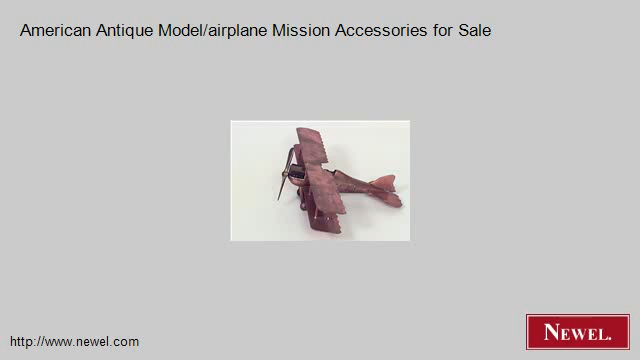 American Antique Model/airplane Mission Accessories for Sale
http://www.newel.com
NEWEL.